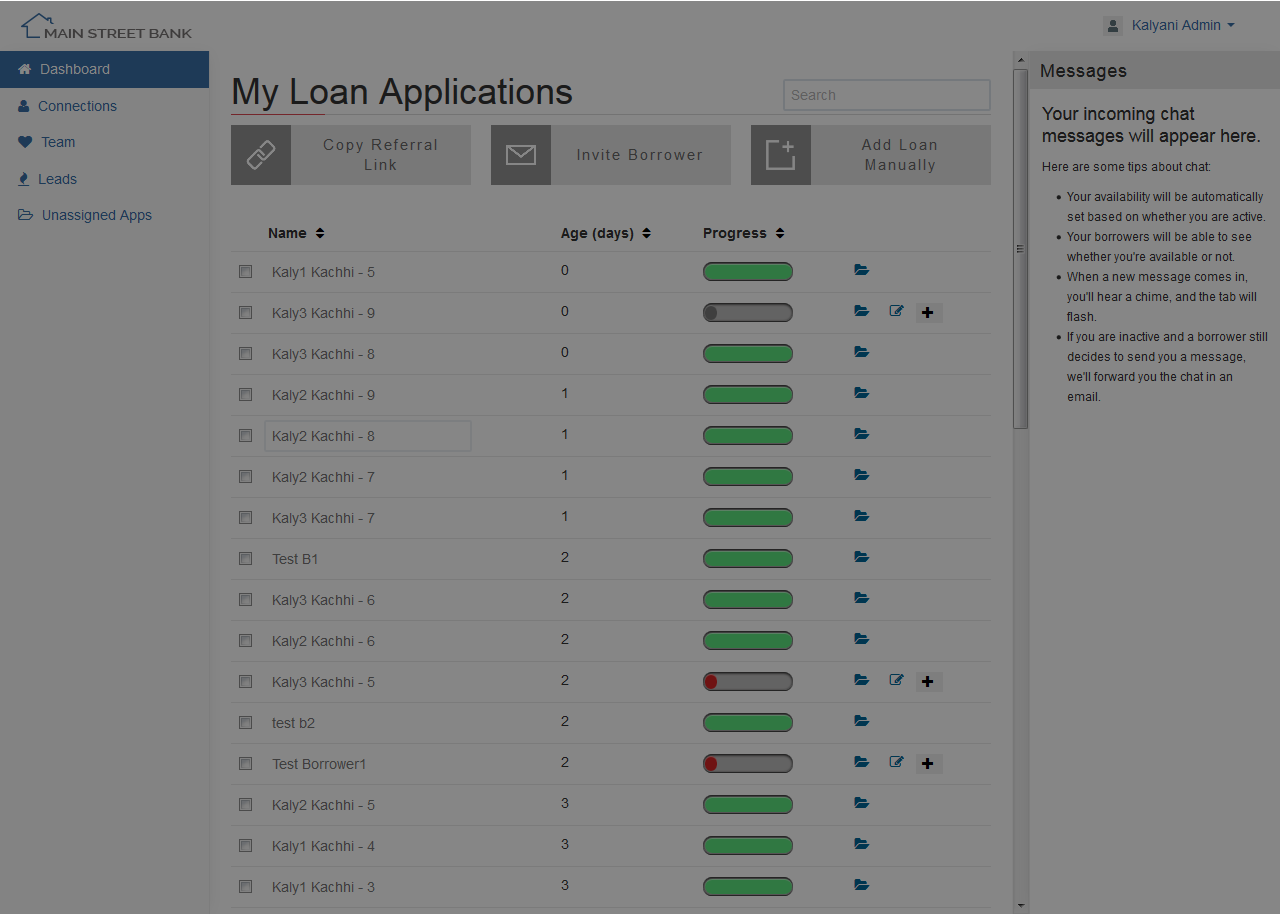 MAIN STREET BANK
Kalyani Admin
Dashboard
Connections
Team
Leads
Unassigned Apps
My Loan Applications
Search
Copy Referral
Link
Invite Borrower
Add Loan
Manually
Name Age (days) Progress
Kaly1 Kachhi - 5 0
Kaly3 Kachhi - 9 0
Kaly3 Kachhi - 8 0
Kaly2 Kachhi - 9 1
Kaly2 Kachhi - 8 1
Kaly2 Kachhi - 7 1
Kaly3 Kachhi - 7 1
Test B1 2
Kaly3 Kachhi - 6 2
Kaly2 Kachhi - 6 2
Kaly3 Kachhi - 5 2
test b2 2
Test Borrower1 2
Kaly2 Kachhi - 5 3
Kaly1 Kachhi - 4 3
Kaly1 Kachhi - 3 3
Messages
Your incoming chat
messages will appear here.
Here are some tips about chat:
Your availability will be automatically
set based on whether you are active.
Your borrowers will be able to see
whether you're available or not.
When a new message comes in,
you'll hear a chime, and the tab will
flash.
If you are inactive and a borrower still
decides to send you a message,
we'll forward you the chat in an
email.